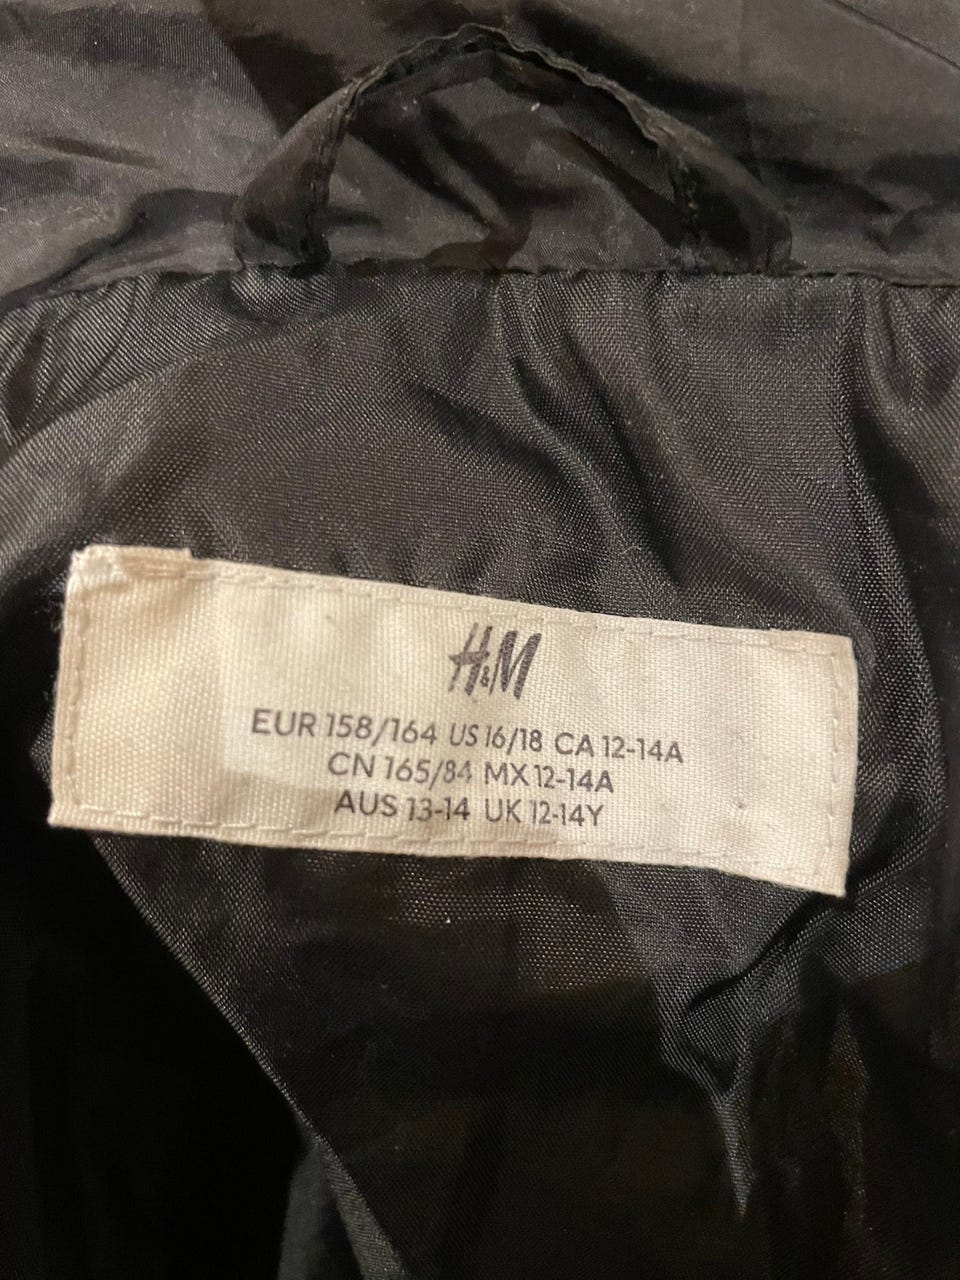 H&M
EUR 158/164 US 16/18 CA 12-14A
CN 165/84 MX 12-14A
AUS 13-14 UK 12-14Y